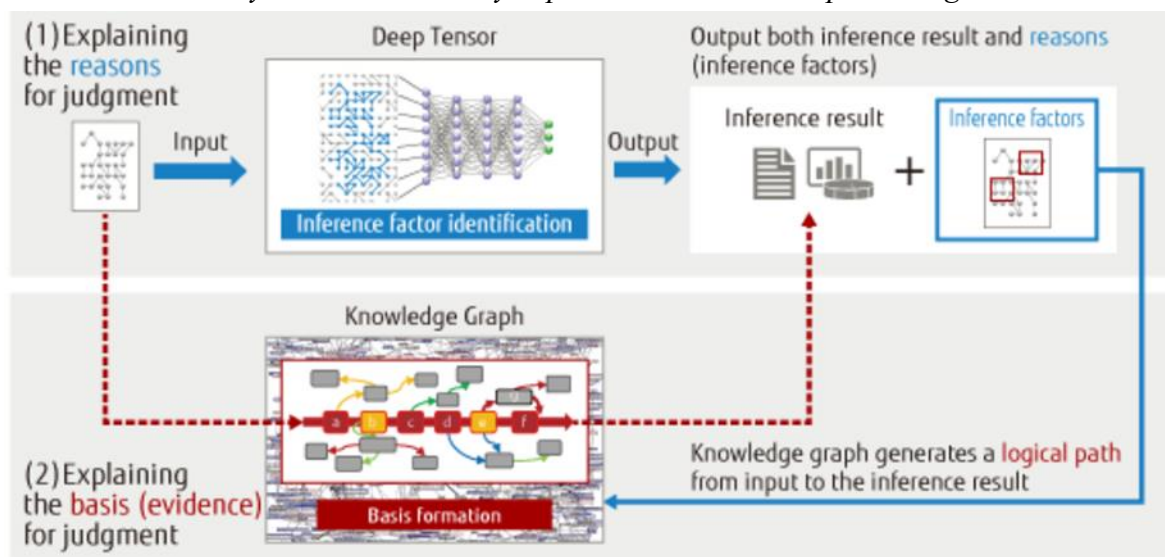 (1)Explaining
the reasons
for judgment
Deep Tensor
Output both inference result and reasons
(inference factors)
Input
Inference factor identification
Output
Inference result
+
Inference factors
Knowledge Graph
a b c d e f
g
Basis formation
(2)Explaining
the basis (evidence)
for judgment
Knowledge graph generates a logical path
from input to the inference result